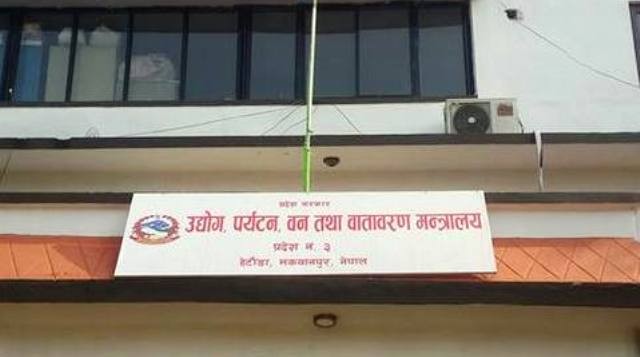 प्रदेश सरकार
उद्योग, पर्यटन, वन तथा वातावरण मन्त्रालय
प्रदेश नं. ३
हेटौंडा, मकवानपुर, नेपाल